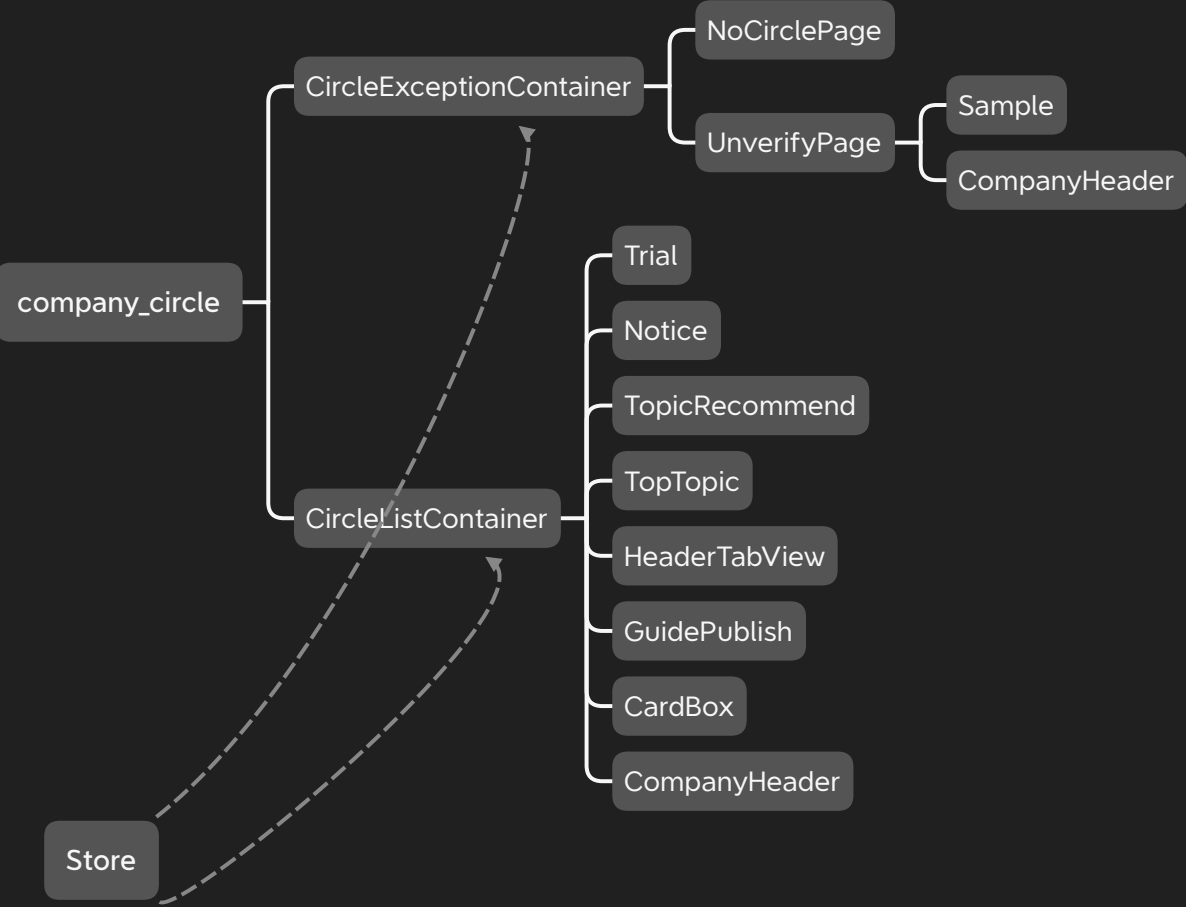 NoCirclePage
CircleExceptionContainer
Sample
UnverifyPage
CompanyHeader
Trial
company_circle
Notice
TopicRecommend
TopTopic
CircleListContainer
HeaderTabView
GuidePublish
CardBox
CompanyHeader
Store